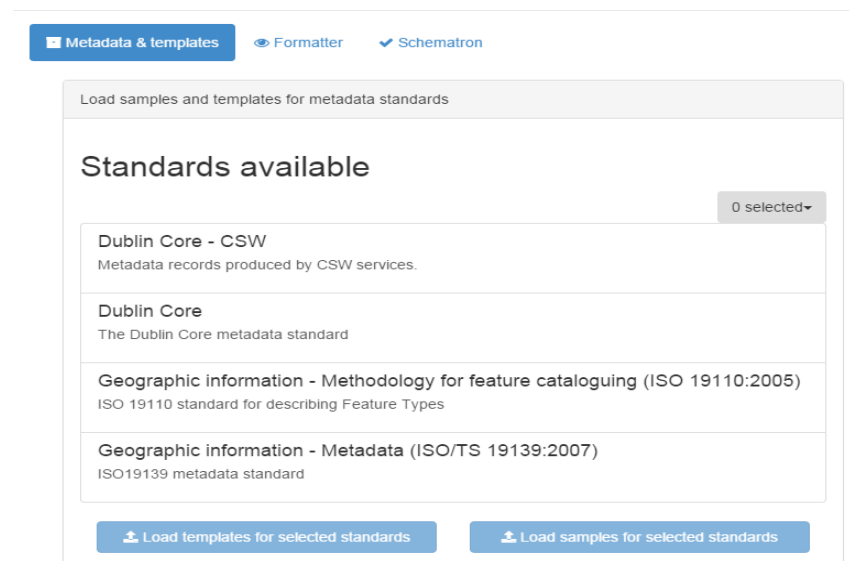 Metadata & templates Formatter Schematron
Load samples and templates for metadata standards
Standards available
0 selected
Dublin Core - CSW
Metadata records produced by CSW services.
Dublin Core
The Dublin Core metadata standard
Geographic information - Methodology for feature cataloguing (ISO 19110:2005)
ISO 19110 standard for describing Feature Types
Geographic information - Metadata (ISO/TS 19139:2007)
ISO19139 metadata standard
Load templates for selected standards Load samples for selected standards